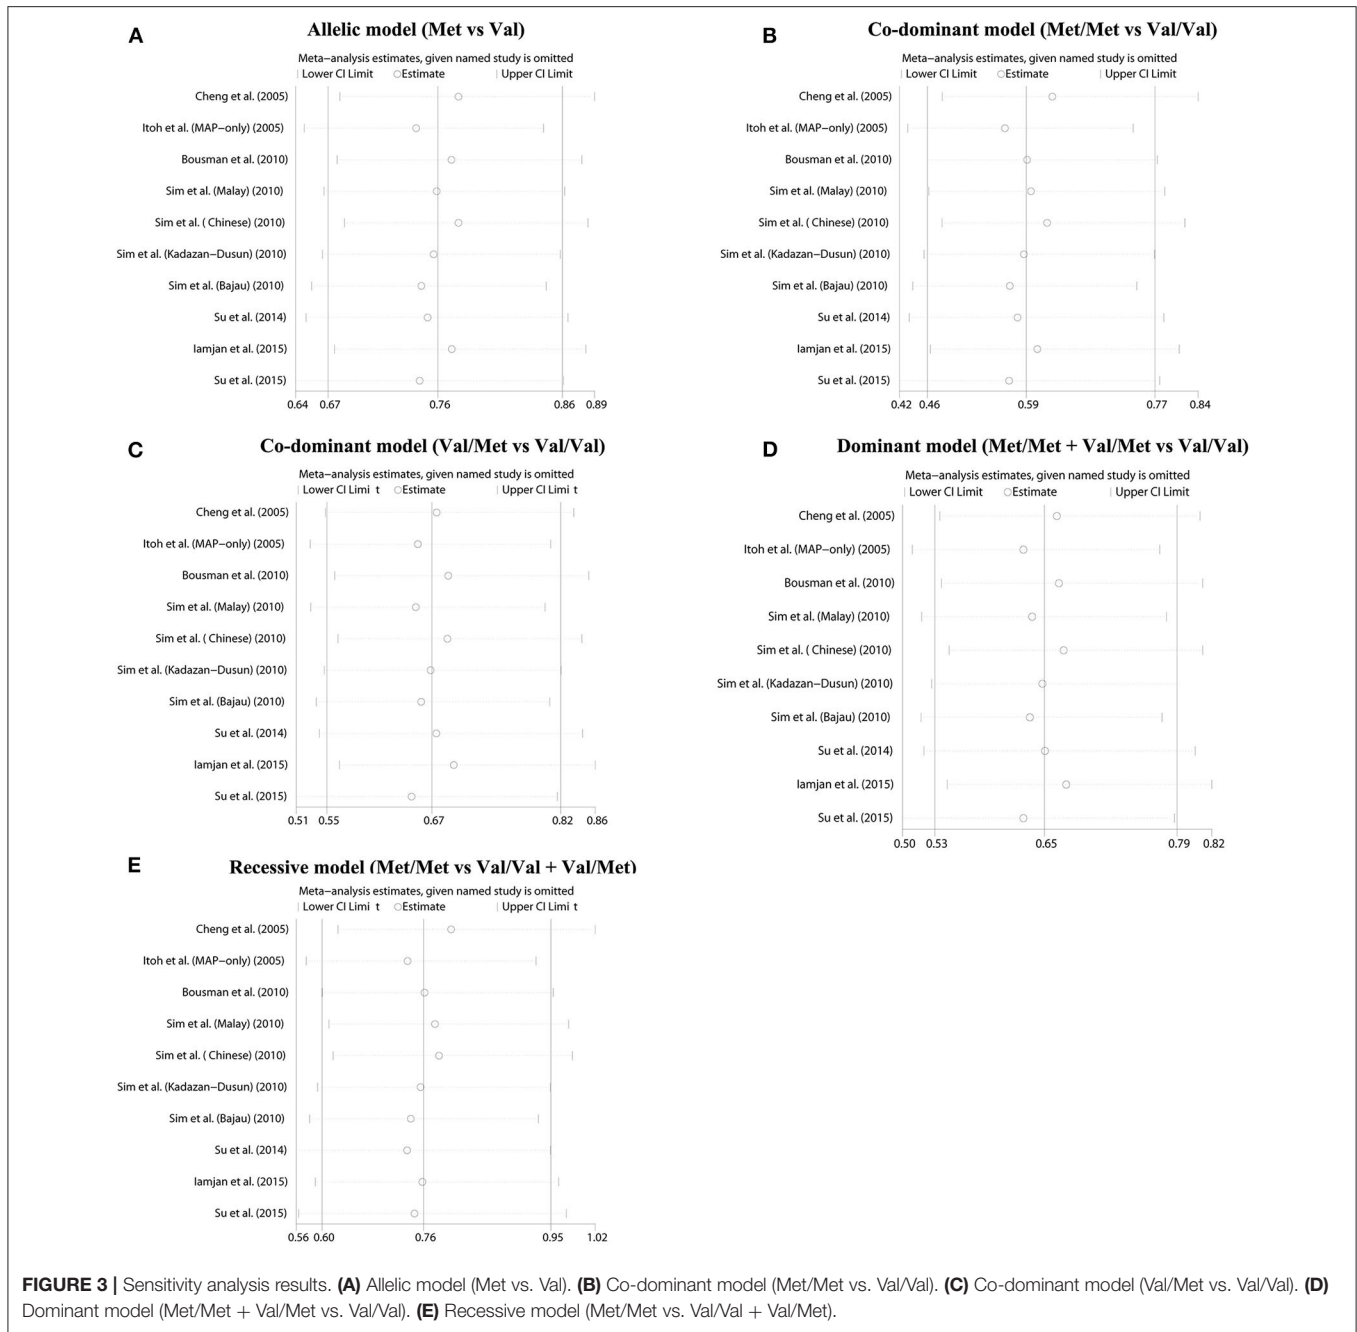 A
Allelic model (Met vs Val)
Meta−analysis estimates, given named study is omitted
| Lower CI Limit ○Estimate | Upper CI Limit
Cheng et al. (2005)
Itoh et al. (MAP−only) (2005)
Bousman et al. (2010)
Sim et al. (Malay) (2010)
Sim et al. ( Chinese) (2010)
Sim et al. (Kadazan−Dusun) (2010)
Sim et al. (Bajau) (2010)
Su et al. (2014)
Iamjan et al. (2015)
Su et al. (2015)
0.64 0.67 0.76 0.86 0.89
B
Co-dominant model (Met/Met vs Val/Val)
Meta−analysis estimates, given named study is omitted
| Lower CI Limit ○Estimate | Upper CI Limit
Cheng et al. (2005)
Itoh et al. (MAP−only) (2005)
Bousman et al. (2010)
Sim et al. (Malay) (2010)
Sim et al. ( Chinese) (2010)
Sim et al. (Kadazan−Dusun) (2010)
Sim et al. (Bajau) (2010)
Su et al. (2014)
Iamjan et al. (2015)
Su et al. (2015)
0.42 0.46 0.59 0.77 0.84
C
Co-dominant model (Val/Met vs Val/Val)
Meta−analysis estimates, given named study is omitted
| Lower CI Limi t ○Estimate | Upper CI Limi t
Cheng et al. (2005)
Itoh et al. (MAP−only) (2005)
Bousman et al. (2010)
Sim et al. (Malay) (2010)
Sim et al. ( Chinese) (2010)
Sim et al. (Kadazan−Dusun) (2010)
Sim et al. (Bajau) (2010)
Su et al. (2014)
Iamjan et al. (2015)
Su et al. (2015)
0.51 0.55 0.67 0.82 0.86
D
Dominant model (Met/Met + Val/Met vs Val/Val)
Meta−analysis estimates, given named study is omitted
| Lower CI Limit ○Estimate | Upper CI Limit
Cheng et al. (2005)
Itoh et al. (MAP−only) (2005)
Bousman et al. (2010)
Sim et al. (Malay) (2010)
Sim et al. ( Chinese) (2010)
Sim et al. (Kadazan−Dusun) (2010)
Sim et al. (Bajau) (2010)
Su et al. (2014)
Iamjan et al. (2015)
Su et al. (2015)
0.50 0.53 0.65 0.79 0.82
E
Recessive model (Met/Met vs Val/Val + Val/Met)
Meta−analysis estimates, given named study is omitted
| Lower CI Limi t ○Estimate | Upper CI Limi t
Cheng et al. (2005)
Itoh et al. (MAP−only) (2005)
Bousman et al. (2010)
Sim et al. (Malay) (2010)
Sim et al. ( Chinese) (2010)
Sim et al. (Kadazan−Dusun) (2010)
Sim et al. (Bajau) (2010)
Su et al. (2014)
Iamjan et al. (2015)
Su et al. (2015)
0.56 0.60 0.76 0.95 1.02
FIGURE 3 | Sensitivity analysis results. (A) Allelic model (Met vs. Val). (B) Co-dominant model (Met/Met vs. Val/Val). (C) Co-dominant model (Val/Met vs. Val/Val). (D)
Dominant model (Met/Met + Val/Met vs. Val/Val). (E) Recessive model (Met/Met vs. Val/Val + Val/Met).